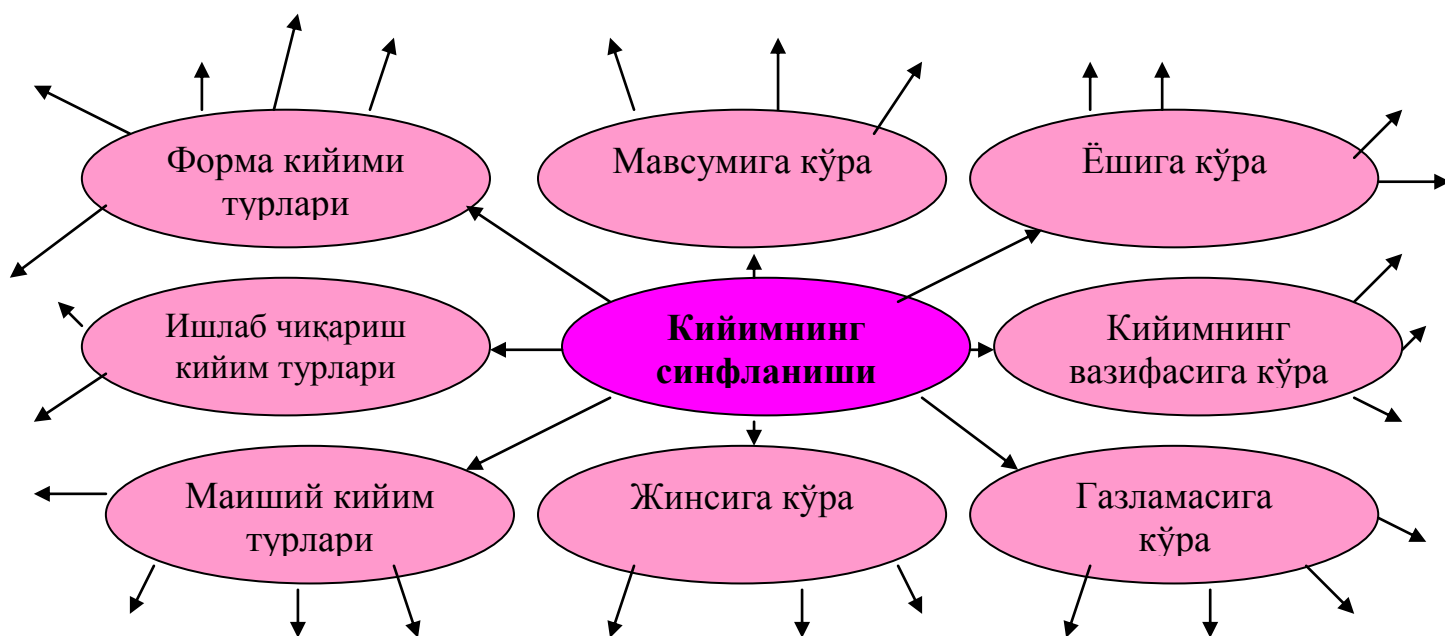 Форма кийими
турлари
Мавсумига кўра
Ёшига кўра
Ишлаб чиқариш
кийим турлари
Кийимнинг
синфланиши
Кийимнинг
вазифасига кўра
Маиший кийим
турлари
Жинсига кўра
Газламасига
кўра